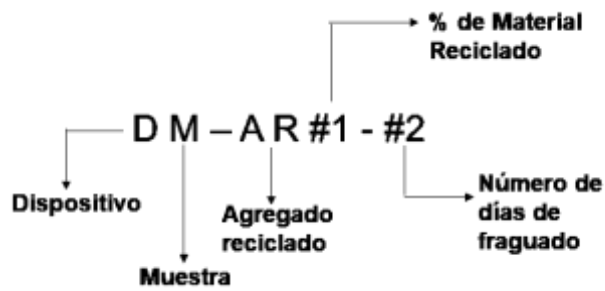 % de Material
Reciclado
D M – A R #1 - #2
Dispositivo
Muestra
Agregado
reciclado
Número de
días de
fraguado